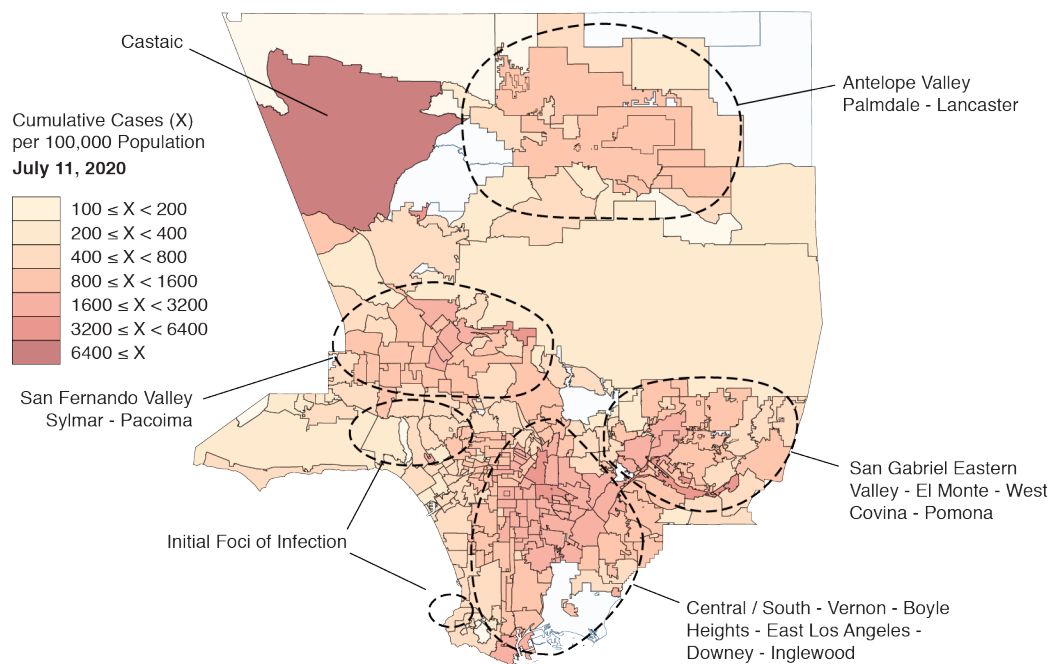 Castaic
Antelope Valley
Palmdale - Lancaster
Cumulative Cases (X)
per 100,000 Population
July 11, 2020
100 ≤ X < 200
200 ≤ X < 400
400 ≤ X < 800
800 ≤ X < 1600
1600 ≤ X < 3200
3200 ≤ X < 6400
6400 ≤ X
San Fernando Valley
Sylmar - Pacoima
San Gabriel Eastern
Valley - El Monte - West
Covina - Pomona
Initial Foci of Infection
Central / South - Vernon - Boyle
Heights - East Los Angeles -
Downey - Inglewood